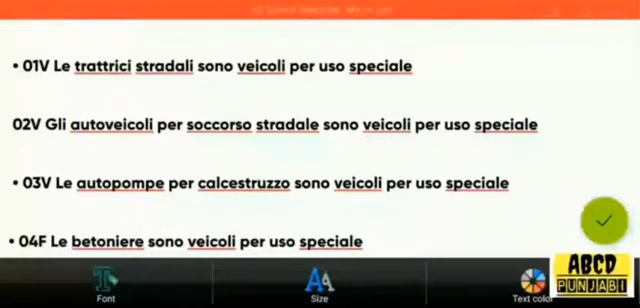 • 01V Le trattrici stradali sono veicoli per uso speciale
02V Gli autoveicoli per soccorso stradale sono veicoli per uso speciale
• 03V Le autopompe per calcestruzzo sono veicoli per uso speciale
• 04F Le betoniere sono veicoli per uso speciale
Font Size Text color
ABCD
PUNJABI